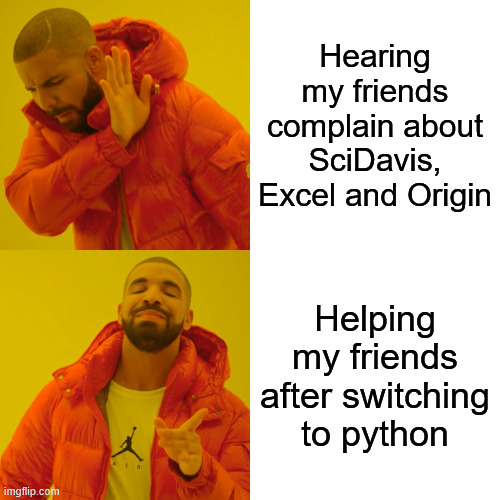 Hearing
my friends
complain about
SciDavis,
Excel and Origin
Helping
my friends
after switching
to python
imgflip.com